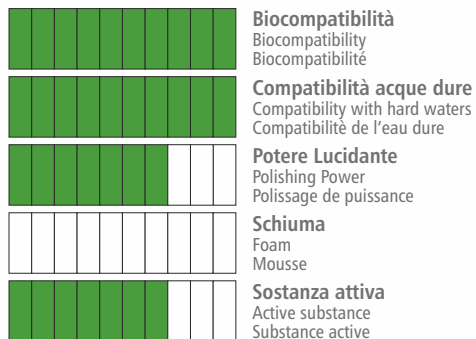 Biocompatibilità
Biocompatibility
Biocompatibilité
Compatibilità acque dure
Compatibility with hard waters
Compatibilitè de l'eau dure
Potere Lucidante
Polishing Power
Polissage de puissance
Schiuma
Foam
Mousse
Sostanza attiva
Active substance
Substance active